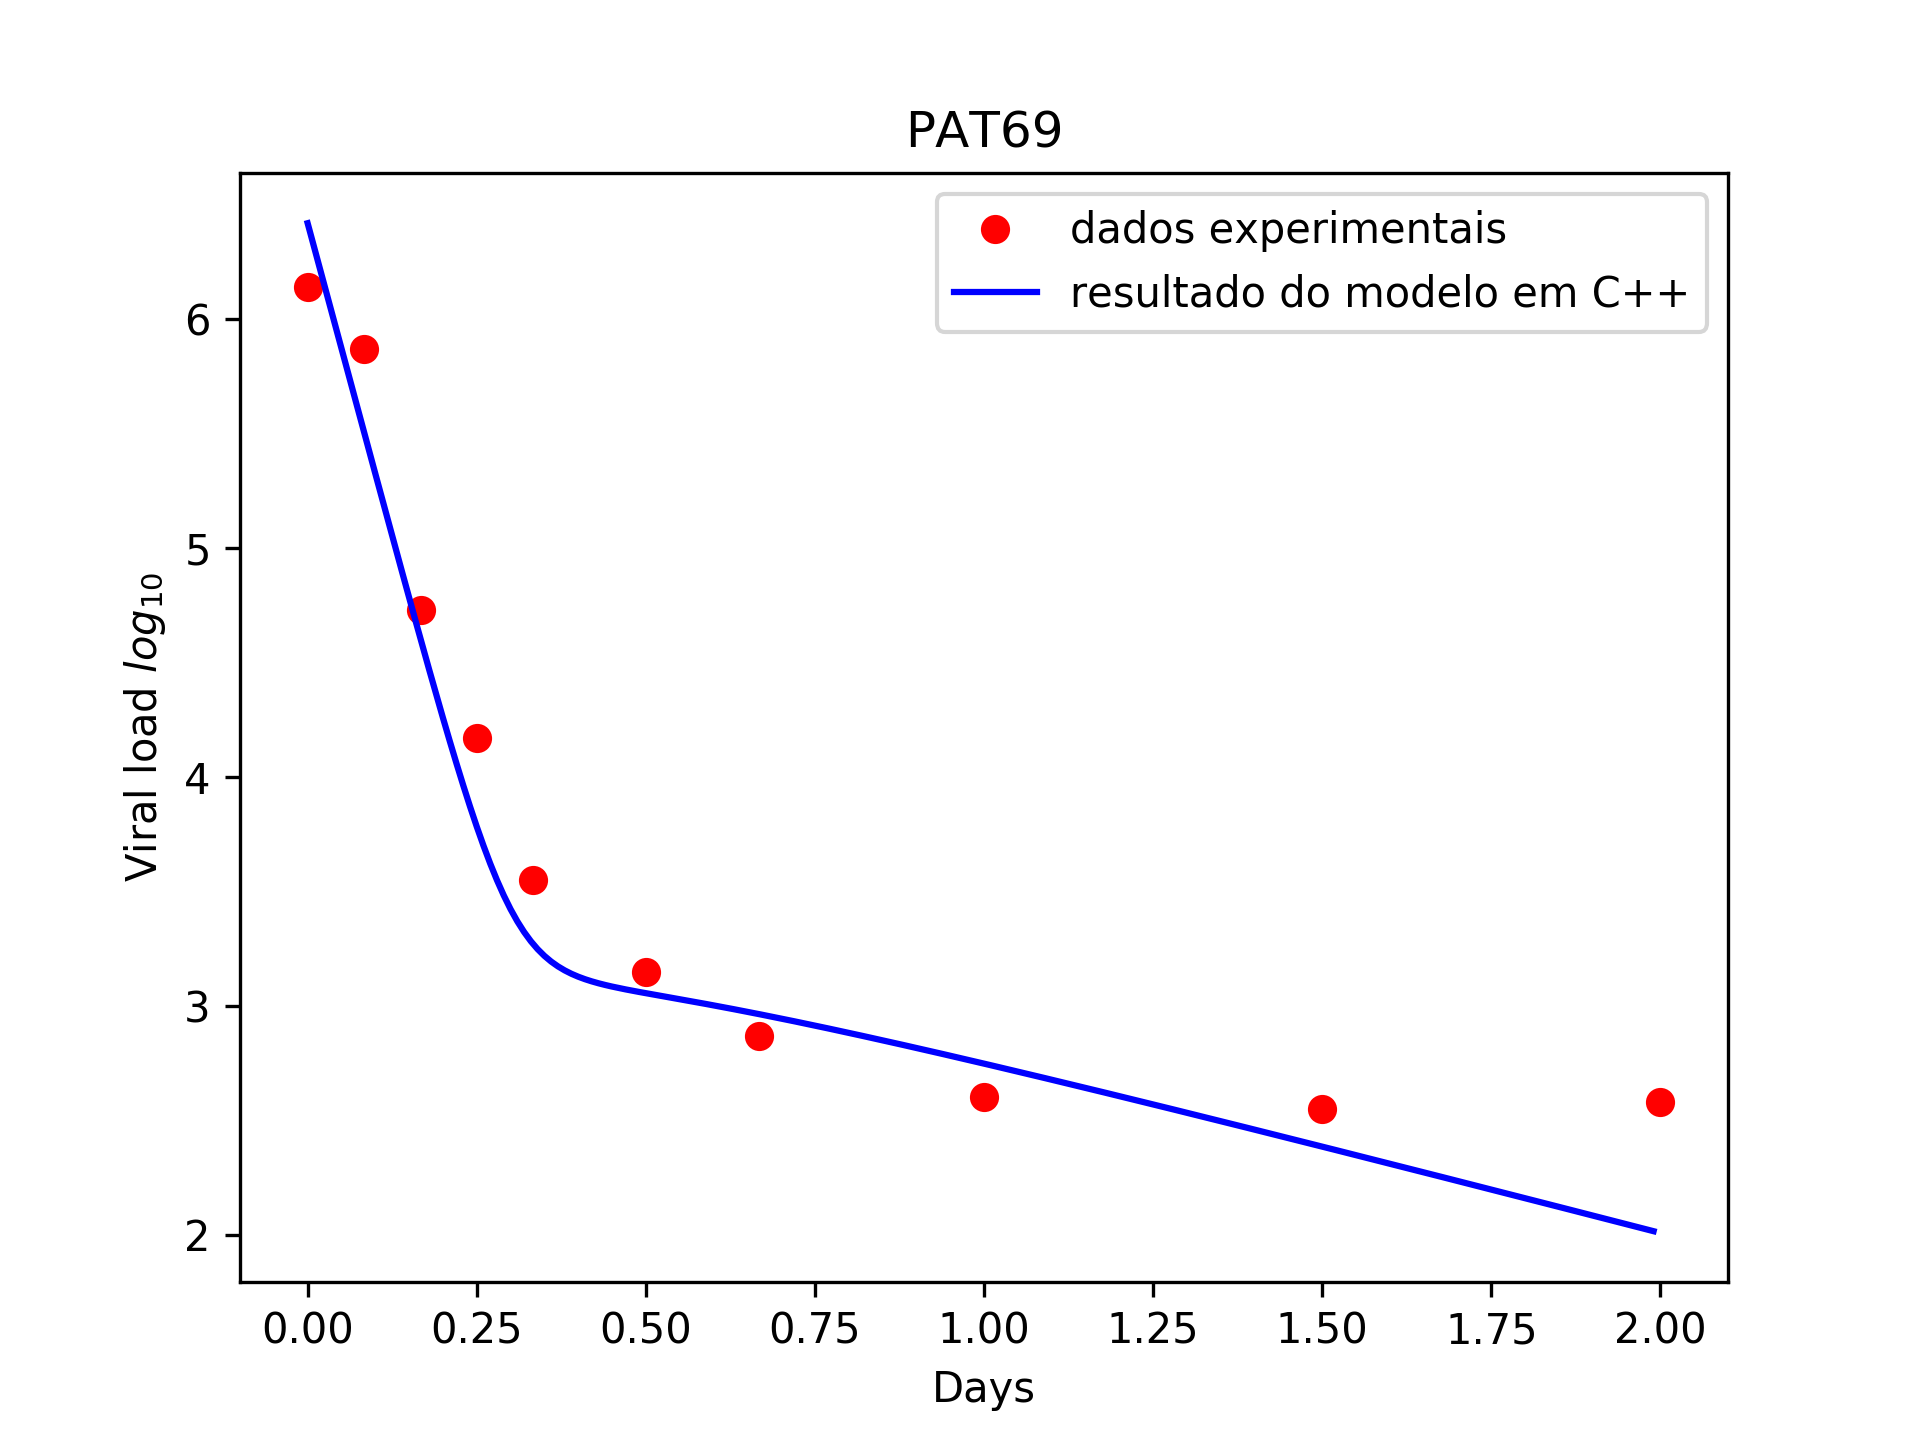 PAT69
dados experimentais
resultado do modelo em C++
Viral load log₁₀
6
5
4
3
2
0.00 0.25 0.50 0.75 1.00 1.25 1.50 1.75 2.00
Days